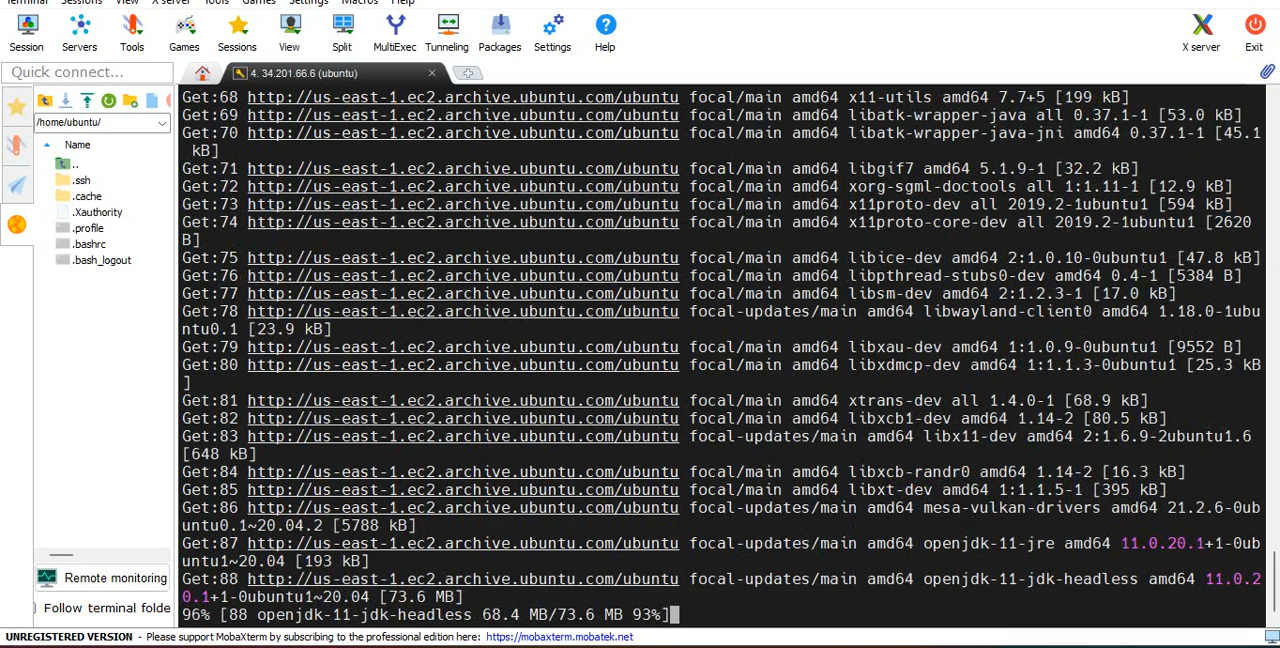 Terminal Sessions View X server Tools Games Settings Macros Help
Session Servers Tools Games Sessions View Split MultiExec Tunneling Packages Settings Help X server Exit
Quick connect...
4. 34.201.66.6 (ubuntu)
/home/ubuntu/
Name
..
.ssh
.cache
.Xauthority
.profile
.bashrc
.bash_logout
Remote monitoring
Follow terminal folde
Get:68 http://us-east-1.ec2.archive.ubuntu.com/ubuntu focal/main amd64 x11-utils amd64 7.7+5 [199 kB]
Get:69 http://us-east-1.ec2.archive.ubuntu.com/ubuntu focal/main amd64 libatk-wrapper-java all 0.37.1-1 [53.0 kB]
Get:70 http://us-east-1.ec2.archive.ubuntu.com/ubuntu focal/main amd64 libatk-wrapper-java-jni amd64 0.37.1-1 [45.1
kB]
Get:71 http://us-east-1.ec2.archive.ubuntu.com/ubuntu focal/main amd64 libgif7 amd64 5.1.9-1 [32.2 kB]
Get:72 http://us-east-1.ec2.archive.ubuntu.com/ubuntu focal/main amd64 xorg-sgml-doctools all 1:1.11-1 [12.9 kB]
Get:73 http://us-east-1.ec2.archive.ubuntu.com/ubuntu focal/main amd64 x11proto-dev all 2019.2-1ubuntu1 [594 kB]
Get:74 http://us-east-1.ec2.archive.ubuntu.com/ubuntu focal/main amd64 x11proto-core-dev all 2019.2-1ubuntu1 [2620
B]
Get:75 http://us-east-1.ec2.archive.ubuntu.com/ubuntu focal/main amd64 libice-dev amd64 2:1.0.10-0ubuntu1 [47.8 kB]
Get:76 http://us-east-1.ec2.archive.ubuntu.com/ubuntu focal/main amd64 libpthread-stubs0-dev amd64 0.4-1 [5384 B]
Get:77 http://us-east-1.ec2.archive.ubuntu.com/ubuntu focal/main amd64 libsm-dev amd64 2:1.2.3-1 [17.0 kB]
Get:78 http://us-east-1.ec2.archive.ubuntu.com/ubuntu focal-updates/main amd64 libwayland-client0 amd64 1.18.0-1ubu
ntu0.1 [23.9 kB]
Get:79 http://us-east-1.ec2.archive.ubuntu.com/ubuntu focal/main amd64 libxau-dev amd64 1:1.0.9-0ubuntu1 [9552 B]
Get:80 http://us-east-1.ec2.archive.ubuntu.com/ubuntu focal/main amd64 libxdmcp-dev amd64 1:1.1.3-0ubuntu1 [25.3 kB
]
Get:81 http://us-east-1.ec2.archive.ubuntu.com/ubuntu focal/main amd64 xtrans-dev all 1.4.0-1 [68.9 kB]
Get:82 http://us-east-1.ec2.archive.ubuntu.com/ubuntu focal/main amd64 libxcb1-dev amd64 1.14-2 [80.5 kB]
Get:83 http://us-east-1.ec2.archive.ubuntu.com/ubuntu focal-updates/main amd64 libx11-dev amd64 2:1.6.9-2ubuntu1.6
[648 kB]
Get:84 http://us-east-1.ec2.archive.ubuntu.com/ubuntu focal/main amd64 libxcb-randr0 amd64 1.14-2 [16.3 kB]
Get:85 http://us-east-1.ec2.archive.ubuntu.com/ubuntu focal/main amd64 libxt-dev amd64 1:1.1.5-1 [395 kB]
Get:86 http://us-east-1.ec2.archive.ubuntu.com/ubuntu focal-updates/main amd64 mesa-vulkan-drivers amd64 21.2.6-0ub
untu0.1~20.04.2 [5788 kB]
Get:87 http://us-east-1.ec2.archive.ubuntu.com/ubuntu focal-updates/main amd64 openjdk-11-jre amd64 11.0.20.1+1-0ub
untu1~20.04 [193 kB]
Get:88 http://us-east-1.ec2.archive.ubuntu.com/ubuntu focal-updates/main amd64 openjdk-11-jdk-headless amd64 11.0.2
0.1+1-0ubuntu1~20.04 [73.6 MB]
96% [88 openjdk-11-jdk-headless 68.4 MB/73.6 MB 93%]
UNREGISTERED VERSION - Please support MobaXterm by subscribing to the professional edition here: https://mobaxterm.mobatek.net